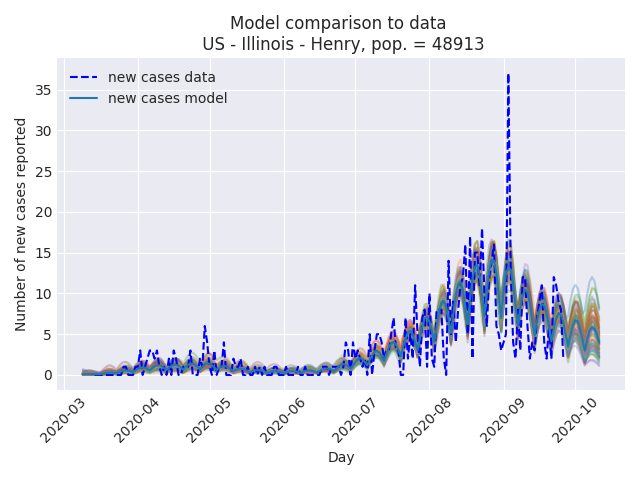 Model comparison to data
US - Illinois - Henry, pop. = 48913
new cases data
new cases model
Number of new cases reported
35
30
25
20
15
10
5
0
2020-03
2020-04
2020-05
2020-06
2020-07
2020-08
2020-09
2020-10
Day